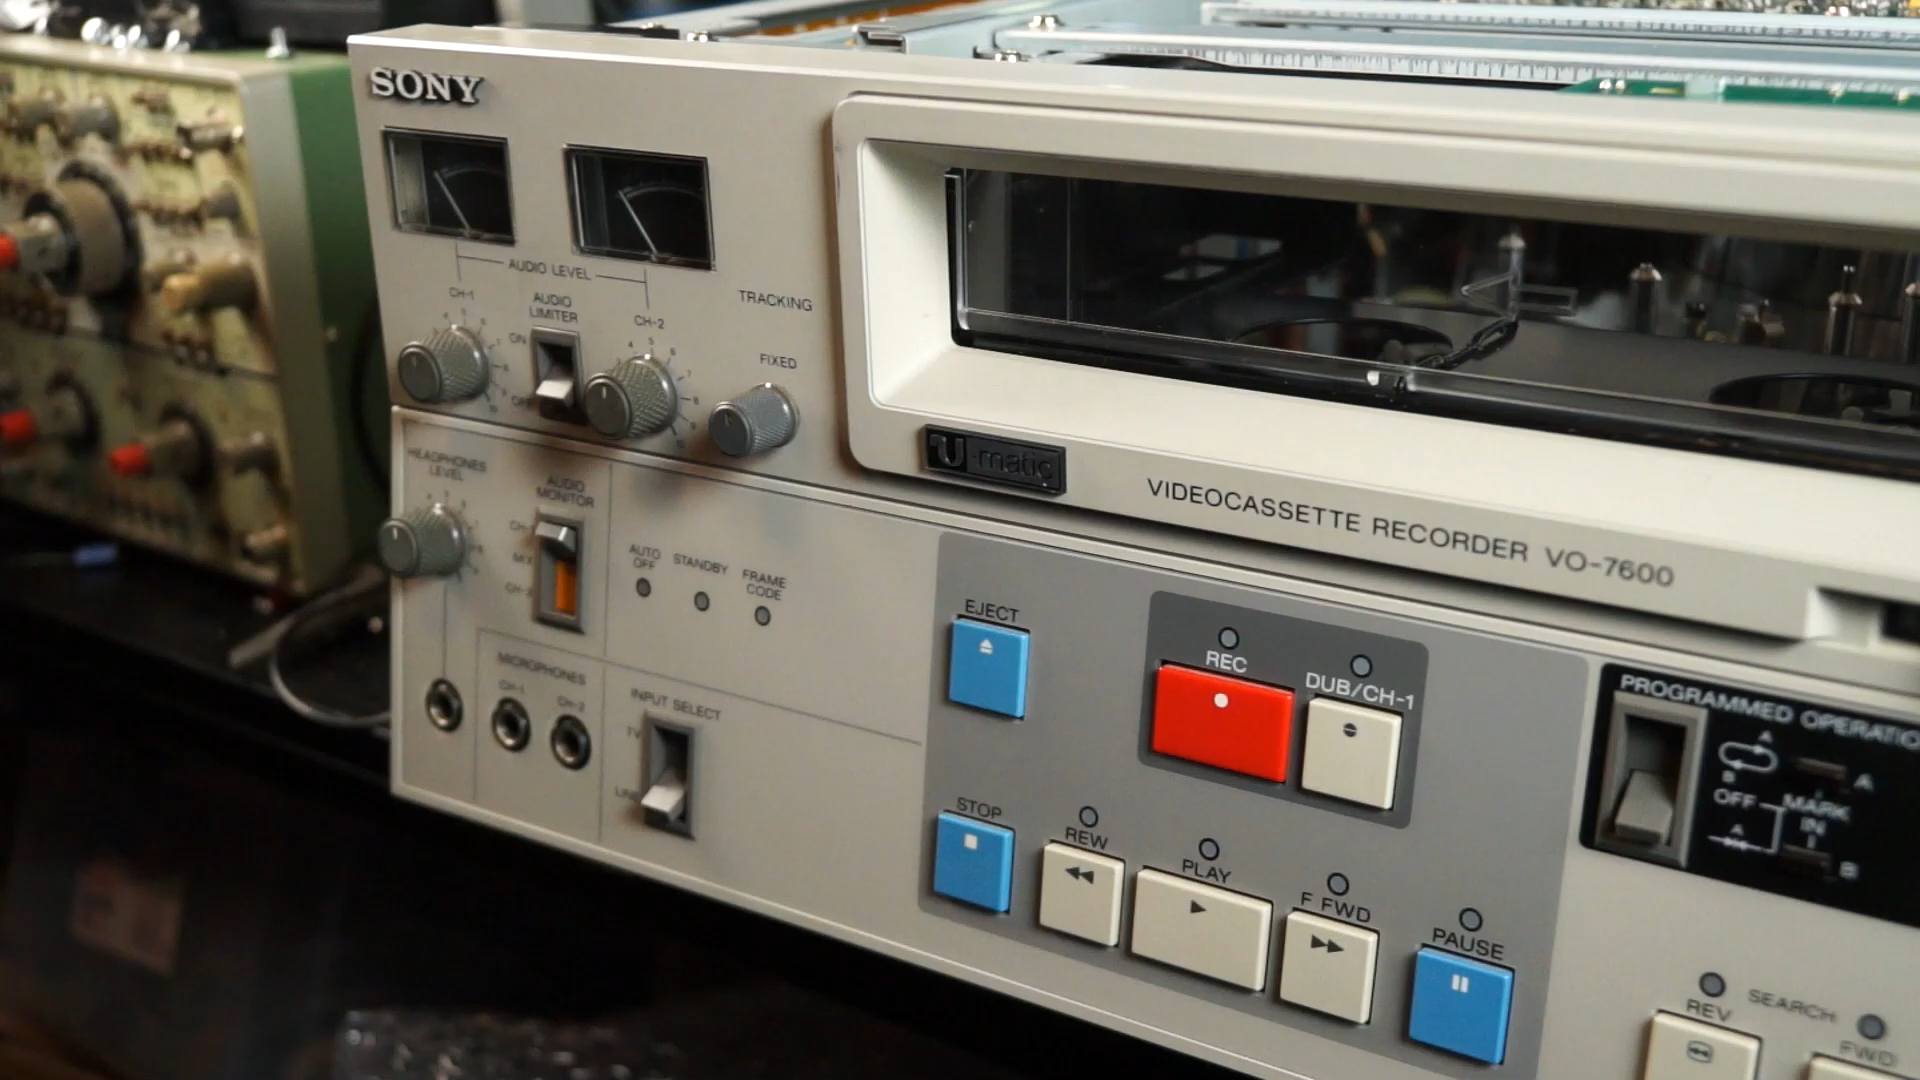 SONY
AUDIO LEVEL
CH-1
AUDIO
LIMITER
ON
CH-2
TRACKING
FIXED
U-matic
VIDEOCASSETTE RECORDER VO-7600
HEADPHONES
LEVEL
AUDIO
MONITOR
MIX
AUTO
OFF
STANDBY
FRAME
CODE
MICROPHONES
CH-1
CH-2
INPUT SELECT
TV
EJECT
REC
DUB/CH-1
STOP
REW
PLAY
F FWD
PAUSE
PROGRAMMED
A
B
A
OFF
MARK
IN
A
B
SEARCH
REV
FWD